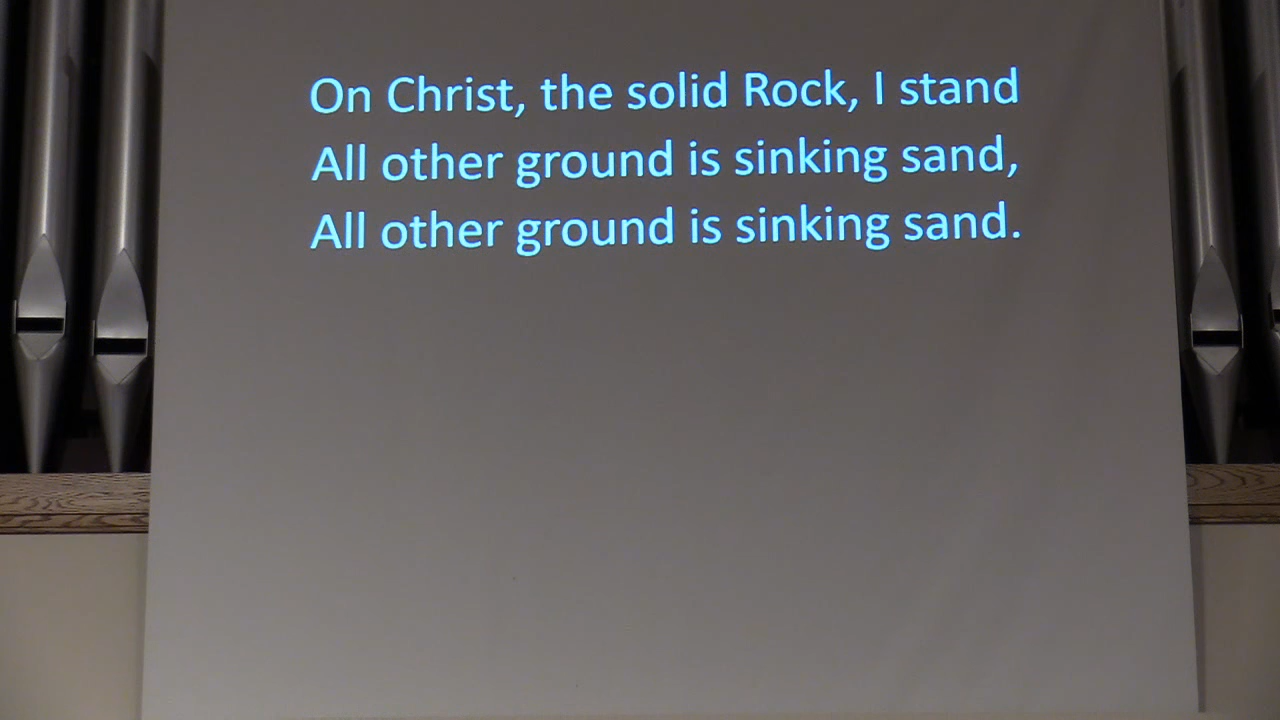 On Christ, the solid Rock, I stand
All other ground is sinking sand,
All other ground is sinking sand.